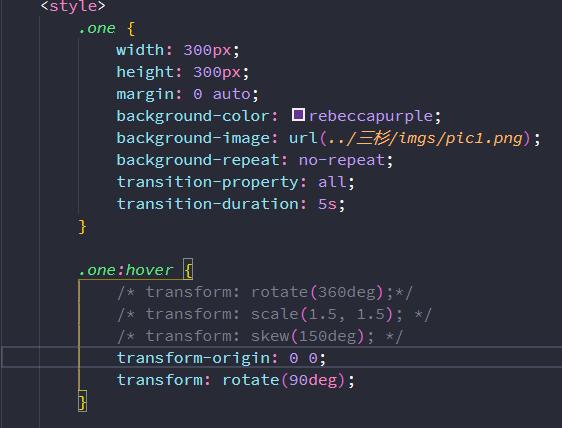 <style>
.one {
width: 300px;
height: 300px;
margin: 0 auto;
background-color: rebeccapurple;
background-image: url(../三杉/imgs/pic1.png);
background-repeat: no-repeat;
transition-property: all;
transition-duration: 5s;
}
.one:hover {
/* transform: rotate(360deg);*/
/* transform: scale(1.5, 1.5); */
/* transform: skew(150deg); */
transform-origin: 0 0;
transform: rotate(90deg);
}